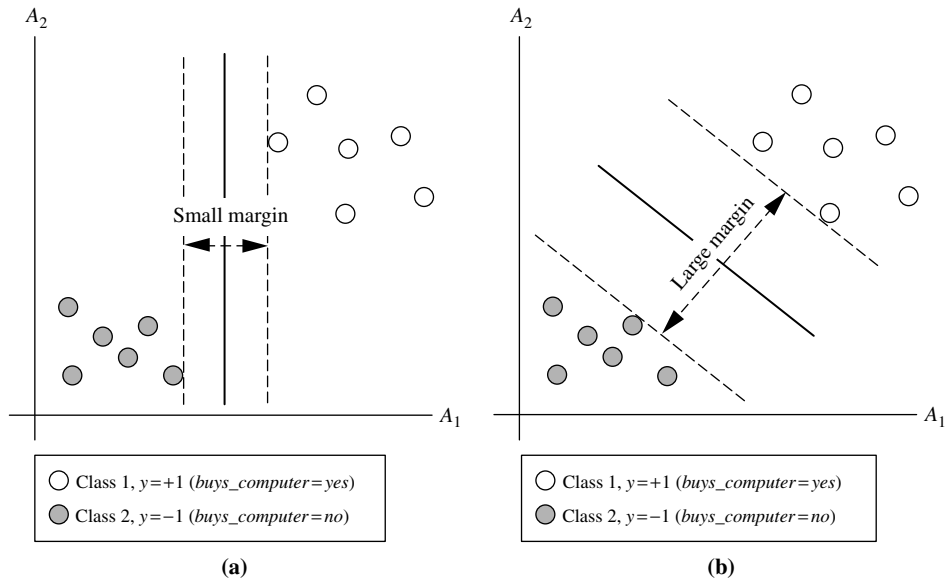 A2
Small margin
A1
Class 1, y=+1 (buys_computer=yes)
Class 2, y=−1 (buys_computer=no)
(a)
A2
Large margin
A1
Class 1, y=+1 (buys_computer=yes)
Class 2, y=−1 (buys_computer=no)
(b)